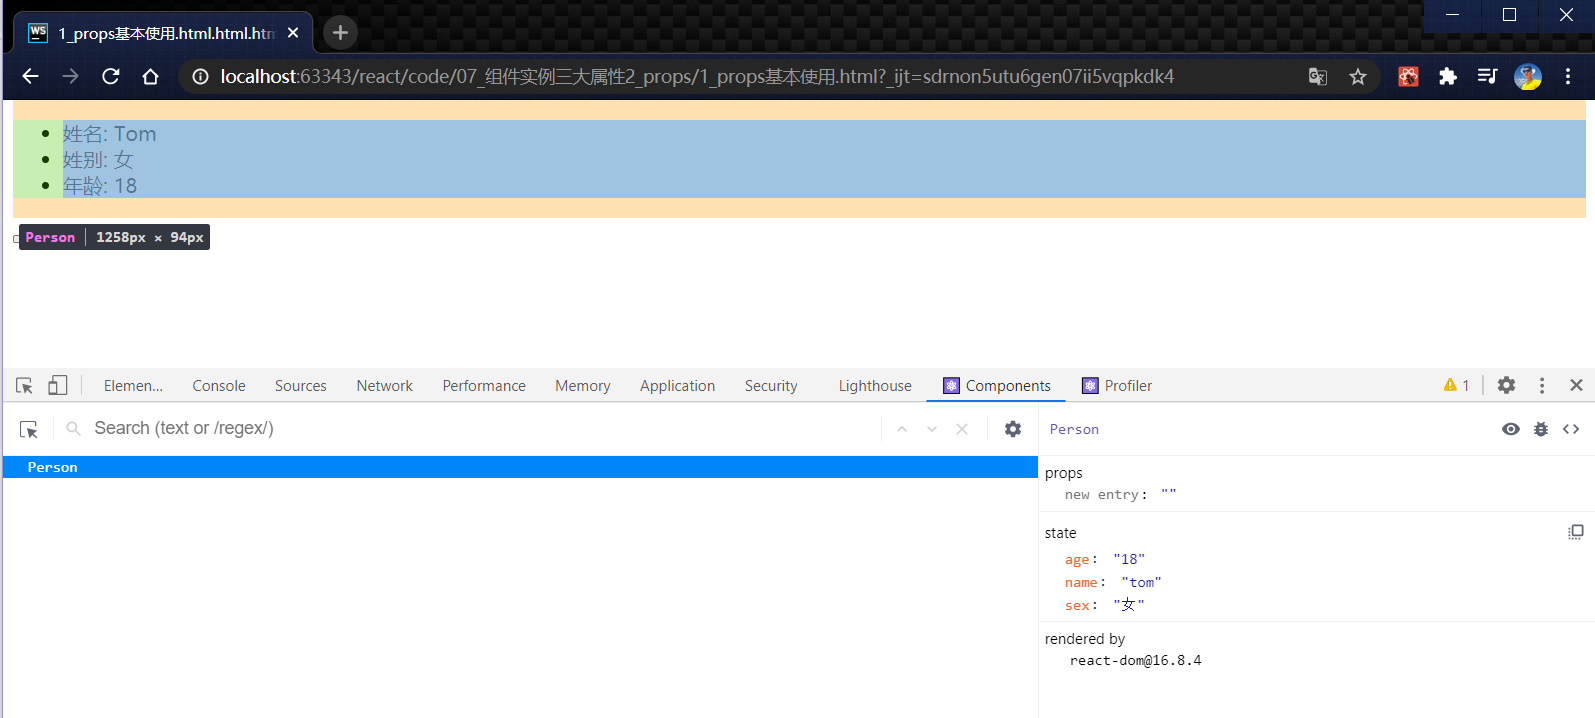 WS
1_props基本使用.html.html.htm
localhost:63343/react/code/07_组件实例三大属性2_props/1_props基本使用.html?_ijt=sdrnon5utu6gen07ii5vqpkdk4
姓名: Tom
姓别: 女
年龄: 18
Person 1258px × 94px
Elemen... Console Sources Network Performance Memory Application Security Lighthouse Components Profiler 1
Search (text or /regex/)
Person
Person
props
new entry: ""
state
age: "18"
name: "tom"
sex: "女"
rendered by
react-dom@16.8.4